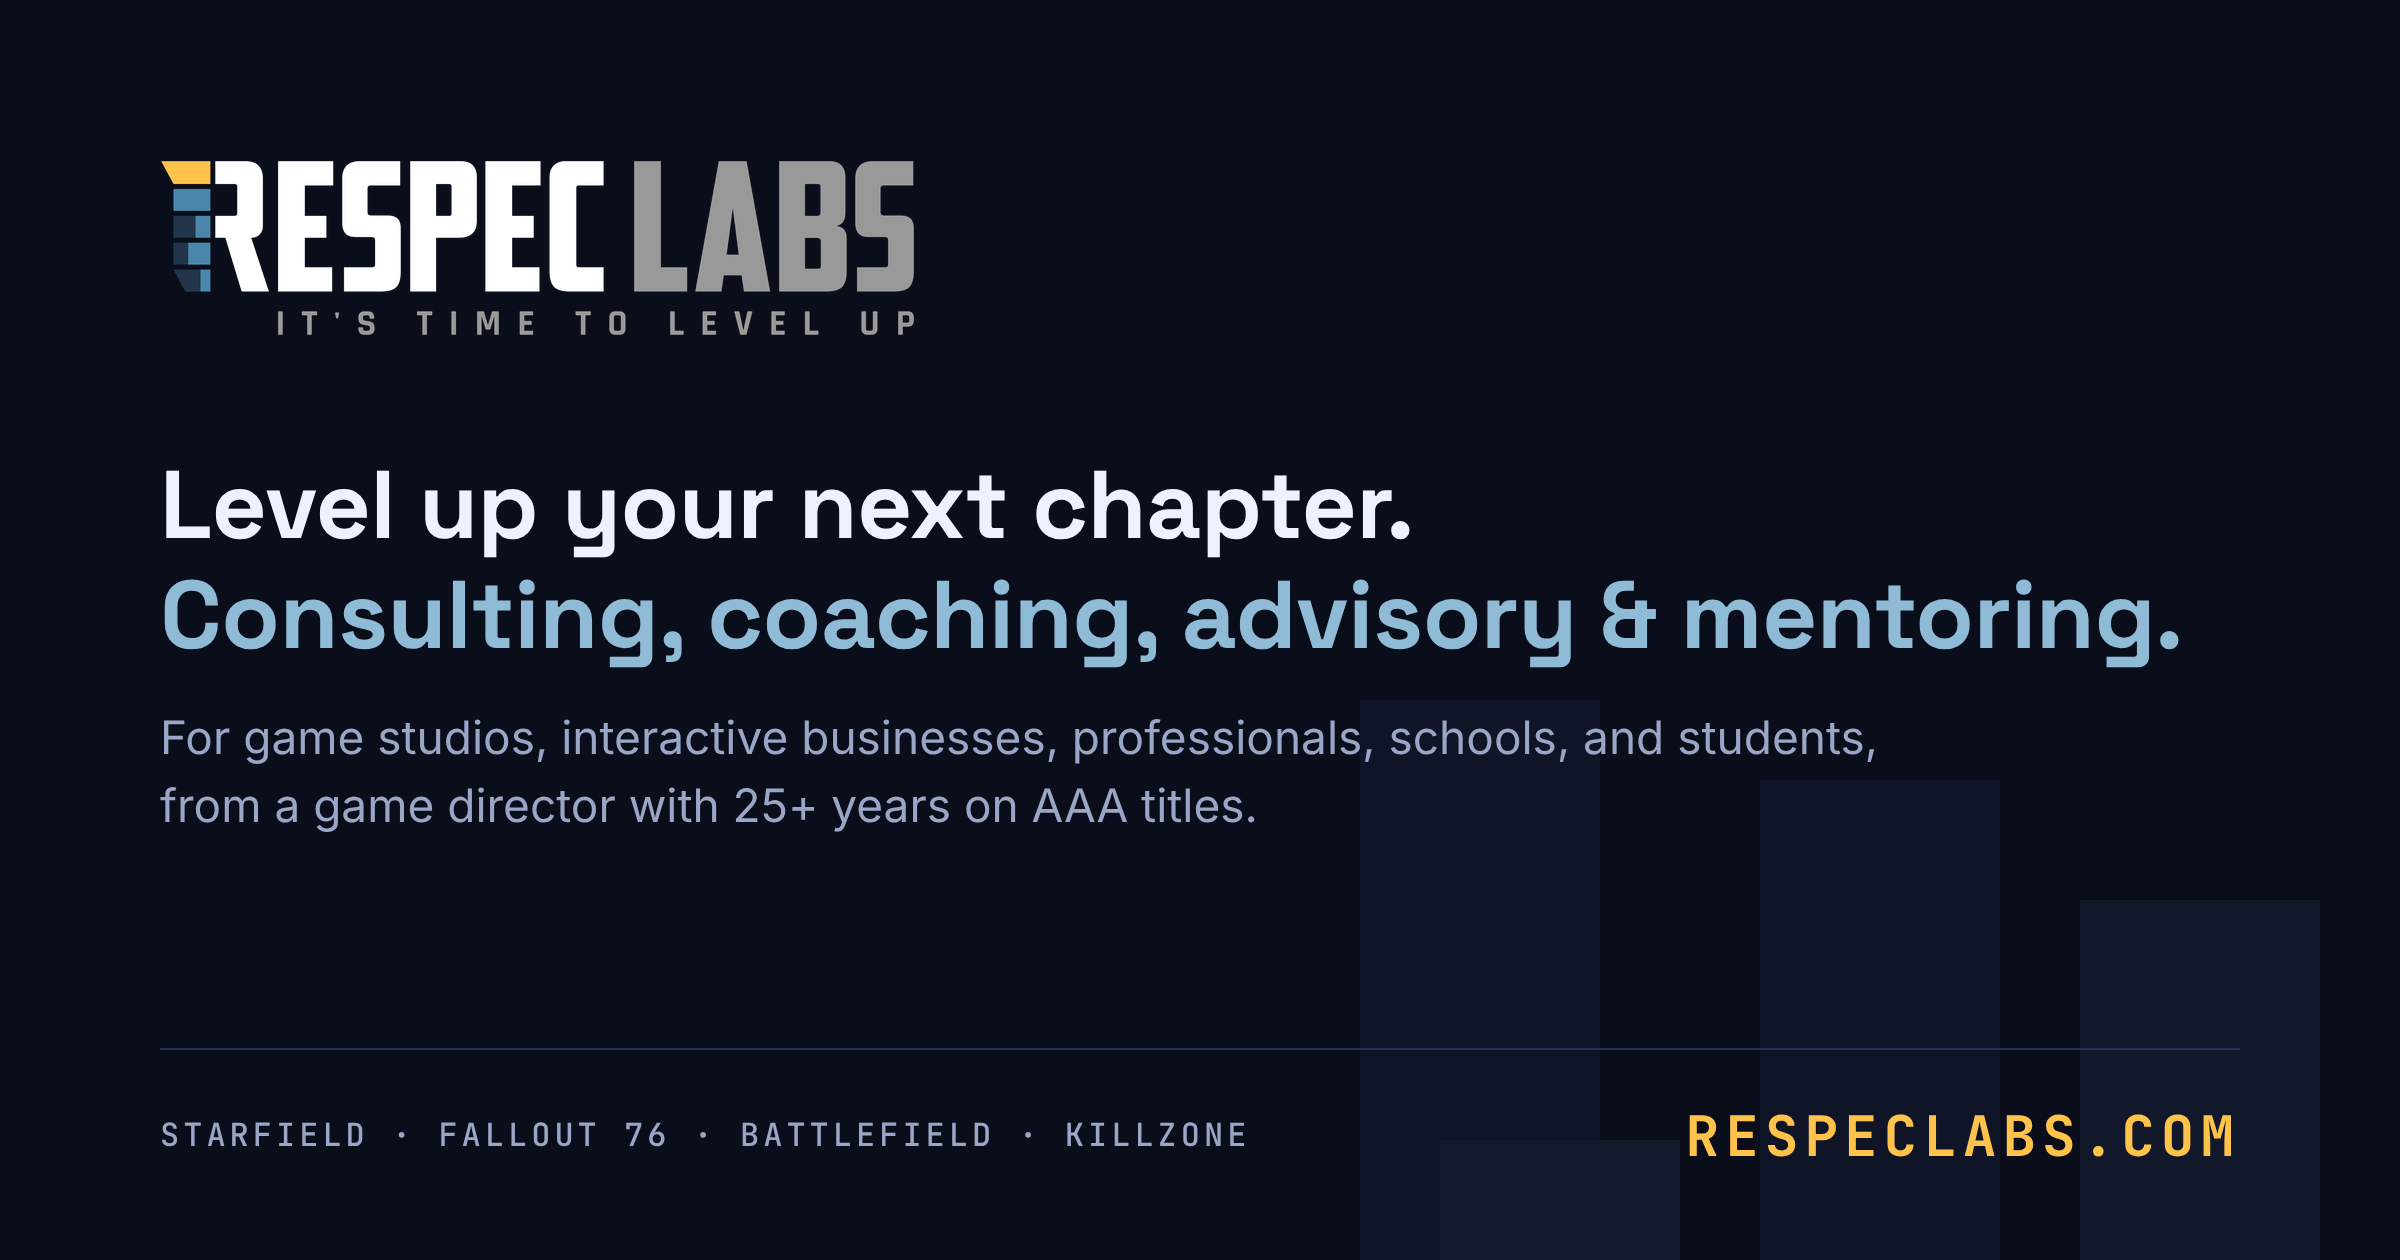 RESPEC LABS
IT'S TIME TO LEVEL UP
Level up your next chapter.
Consulting, coaching, advisory & mentoring.
For game studios, interactive businesses, professionals, schools, and students,
from a game director with 25+ years on AAA titles.
STARFIELD · FALLOUT 76 · BATTLEFIELD · KILLZONE
RESPECLABS.COM